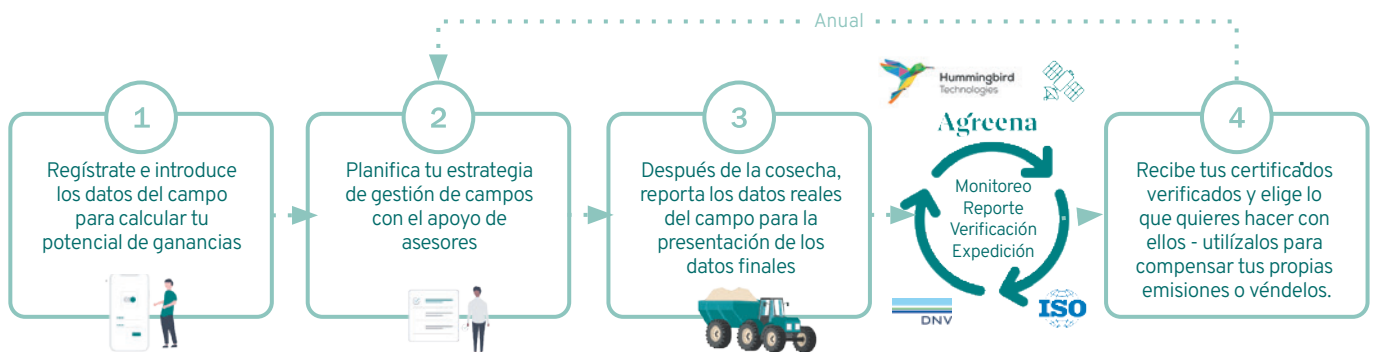 Anual
1
Regístrate e introduce
los datos del campo
para calcular tu
potencial de ganancias
2
Planifica tu estrategia
de gestión de campos
con el apoyo de
asesores
3
Después de la cosecha,
reporta los datos reales
del campo para la
presentación de los
datos finales
Hummingbird
Technologies
Agreena
Monitoreo
Reporte
Verificación
Expedición
DNV
ISO
4
Recibe tus certificados
verificados y elige lo
que quieres hacer con
ellos - utilízalos para
compensar tus propias
emisiones o véndelos.